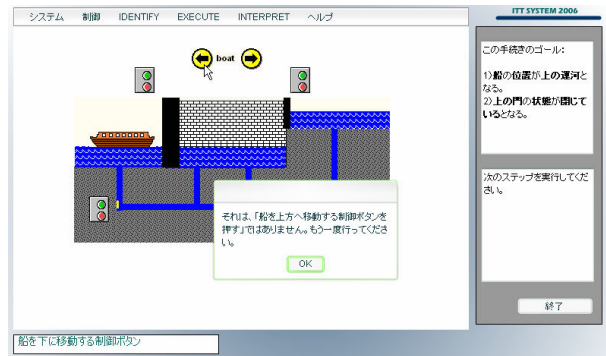 システム 制御 IDENTIFY EXECUTE INTERPRET ヘルプ
ITT SYSTEM 2006
boat
この手続きのゴール:
1)船の位置が上の運河と
なる。
2)上の門の状態が閉じて
いるとなる。
次のステップを実行してくだ
さい。
それは、「船を上方へ移動する制御ボタンを
押す」ではありません。もう一度行ってくださ
い。
OK
終了
船を下に移動する制御ボタン